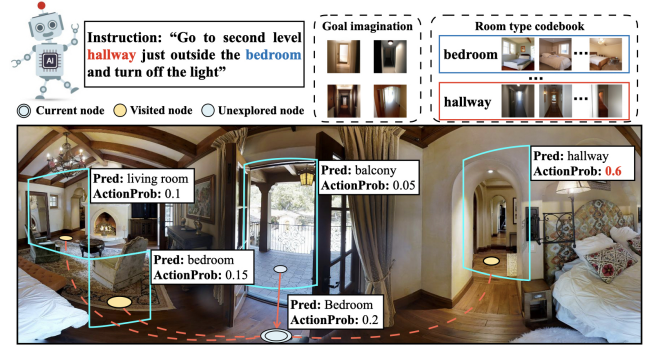 Instruction: “Go to second level
hallway just outside the bedroom
and turn off the light”
AI
Goal imagination
Room type codebook
bedroom
...
hallway
Current node
Visited node
Unexplored node
Pred: living room
ActionProb: 0.1
Pred: balcony
ActionProb: 0.05
Pred: hallway
ActionProb: 0.6
Pred: bedroom
ActionProb: 0.15
Pred: Bedroom
ActionProb: 0.2